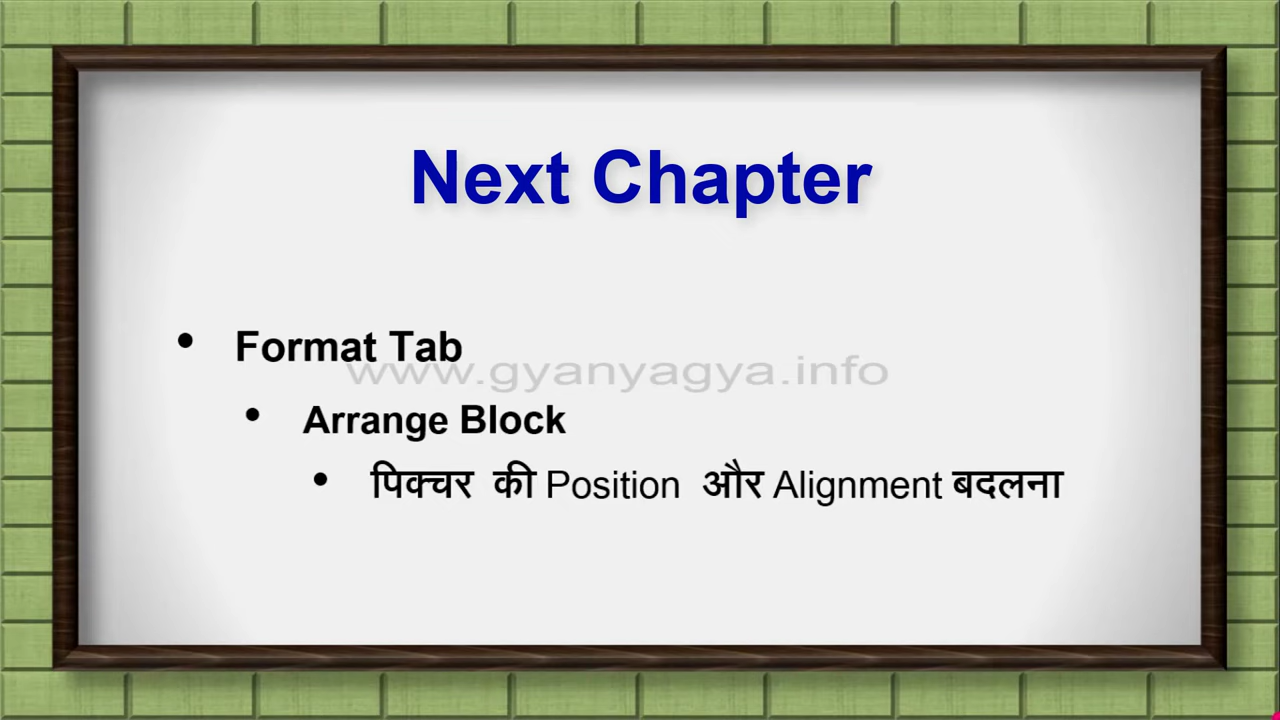 Next Chapter
• Format Tab
www.gyanyagya.info
• Arrange Block
• पिक्चर की Position और Alignment बदलना